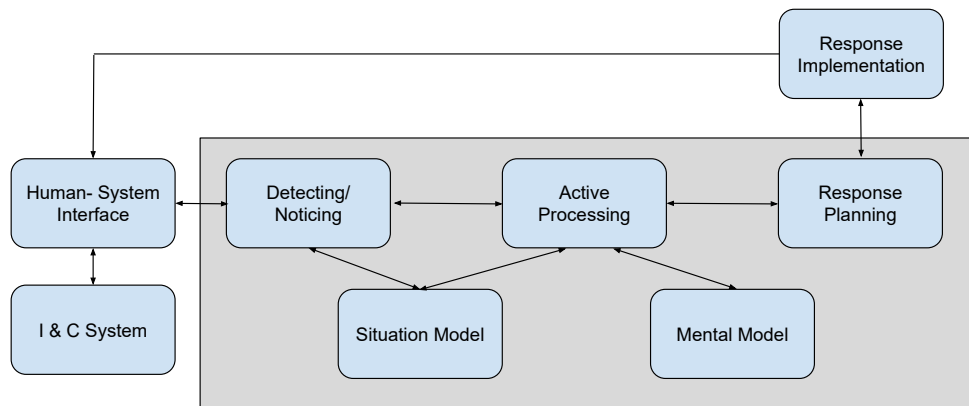 Response
Implementation
Human- System
Interface
Detecting/
Noticing
Active
Processing
Response
Planning
I & C System
Situation Model
Mental Model